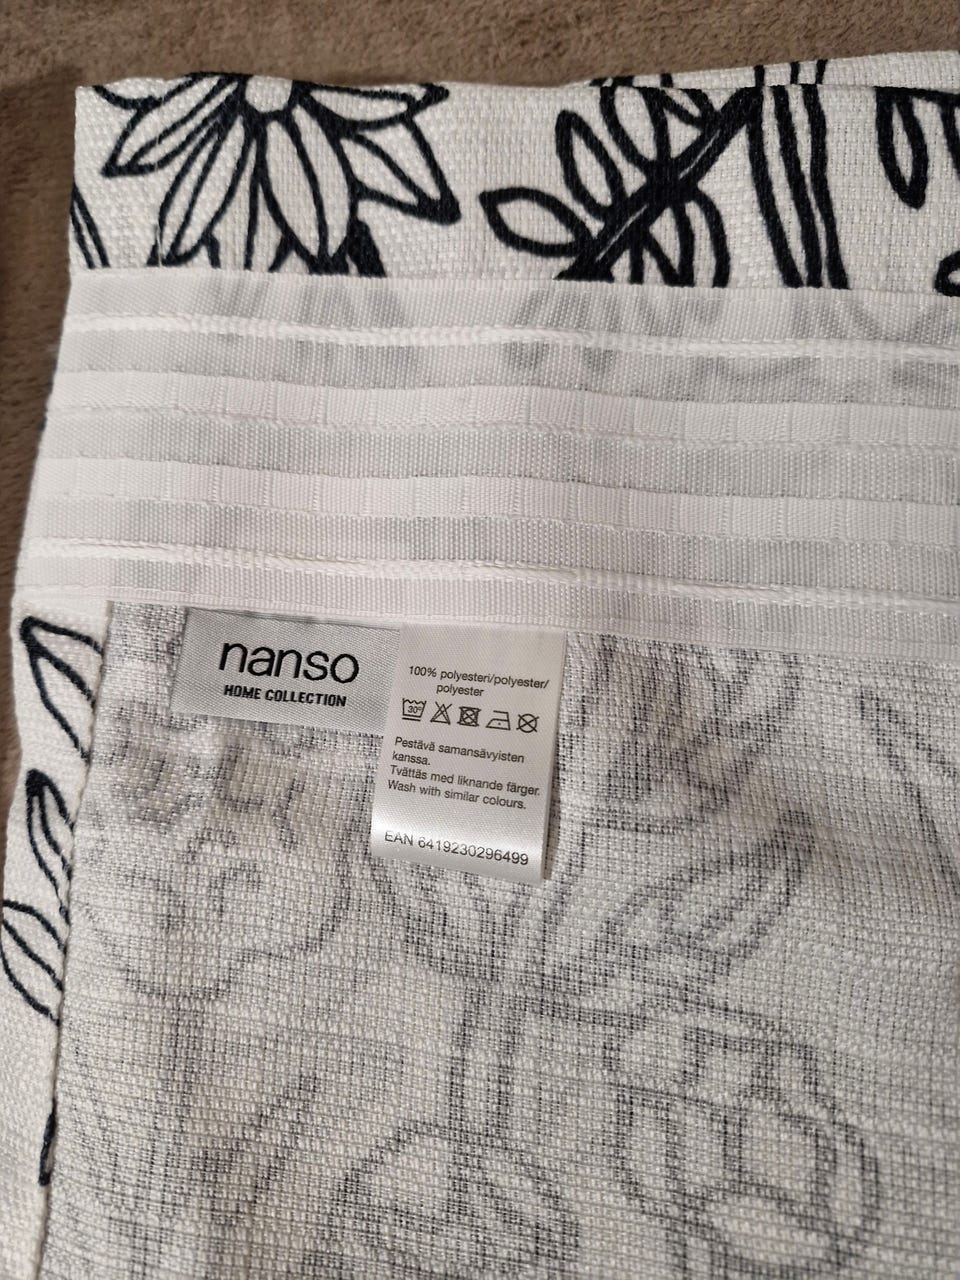 nanso
HOME COLLECTION
100% polyesteri/polyester/
polyester
30°
Pestävä samansävyisten
kanssa.
Tvättäs med liknande färger.
Wash with similar colours.
EAN 6419230296499